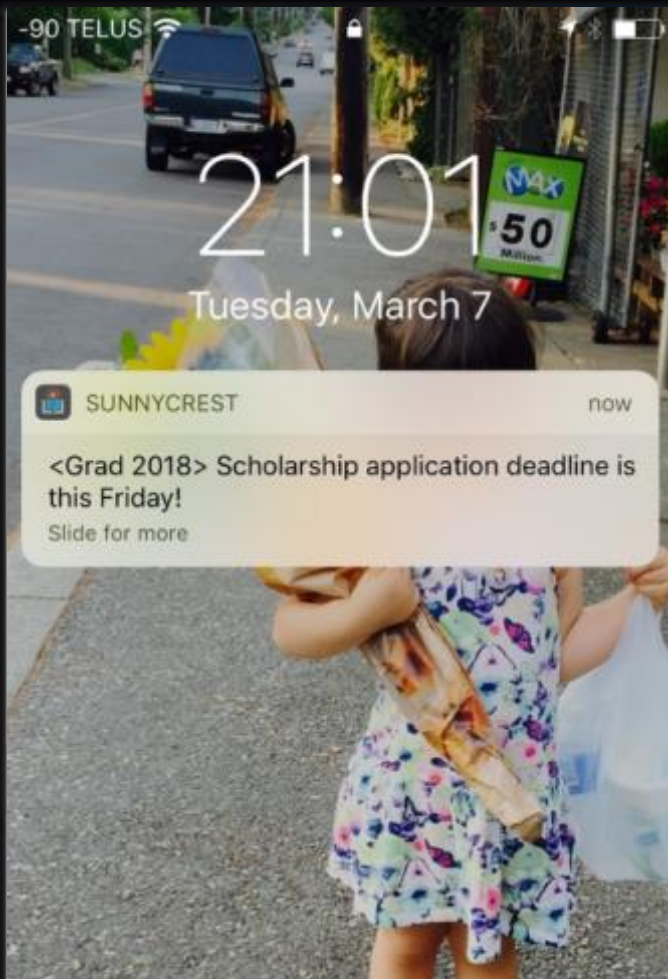 -90 TELUS
21:01
MAX
$50
Million
Tuesday, March 7
SUNNYCREST now
<Grad 2018> Scholarship application deadline is
this Friday!
Slide for more